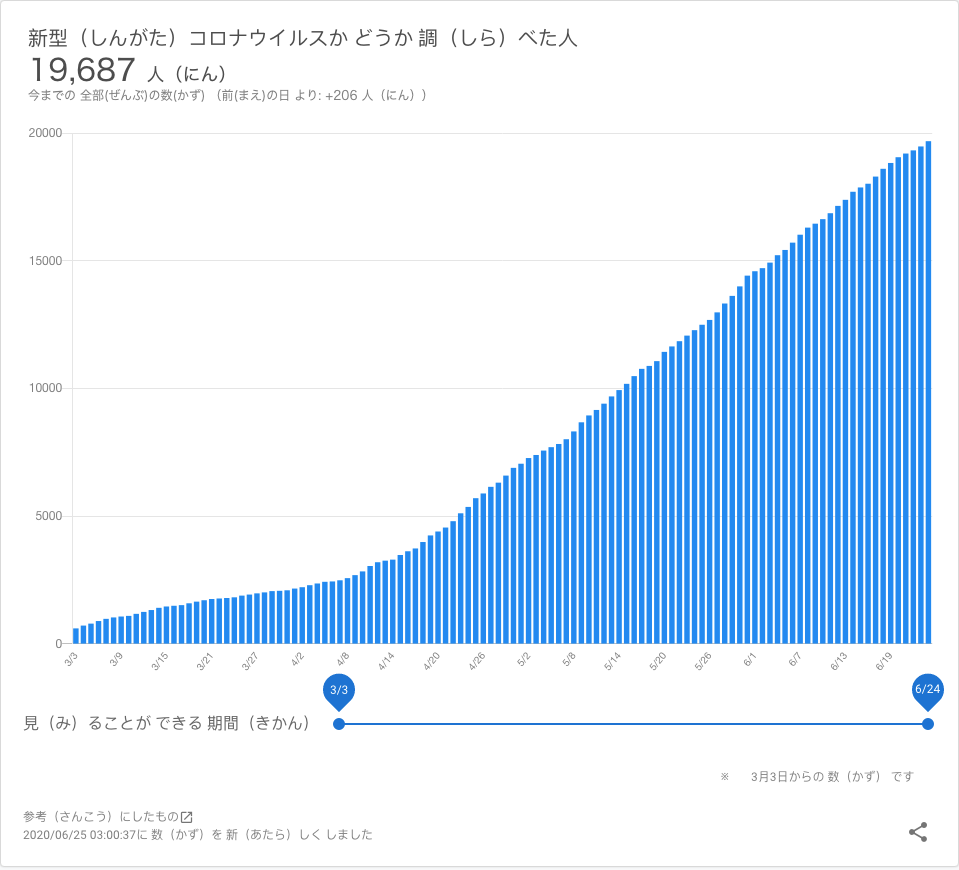 新型（しんがた）コロナウイルスか どうか 調（しら）べた人
19,687 人（にん）
今までの 全部(ぜんぶ)の数(かず) （前(まえ)の日 より: +206 人（にん））
20000
15000
10000
5000
0
3/3 3/9 3/15 3/21 3/27 4/2 4/8 4/14 4/20 4/26 5/2 5/8 5/14 5/20 5/26 6/1 6/7 6/13 6/19
3/3 6/24
見（み）ることが できる 期間（きかん）
※ 3月3日からの 数（かず） です
参考（さんこう）にしたもの
2020/06/25 03:00:37に 数（かず）を 新（あたら）しく しました